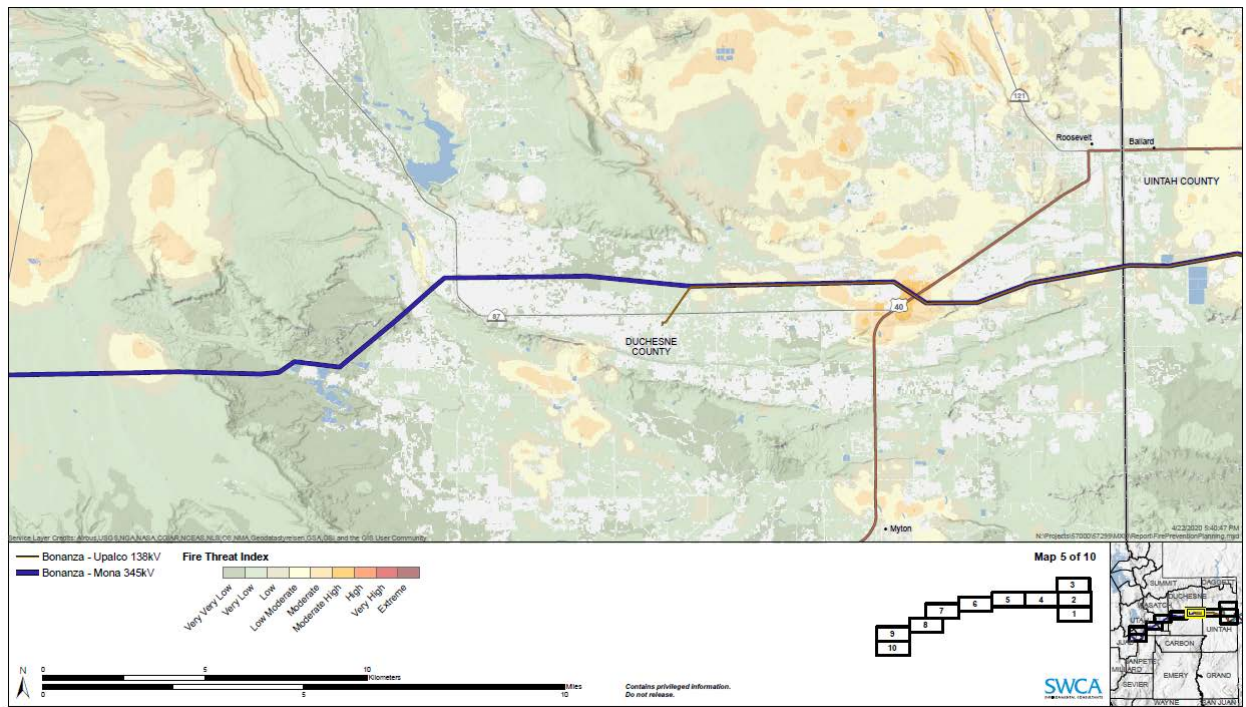 121
Roosevelt
Ballard
UINTAH COUNTY
40
87
DUCHESNE
COUNTY
Myton
4/22/2020 5:40:47 PM
Bonanza - Upalco 138kV
Bonanza - Mona 345kV
Fire Threat Index
Very Very Low
Very Low
Low
Low Moderate
Moderate
Moderate High
High
Very High
Extreme
Map 5 of 10
3
5
4
2
6
1
7
8
9
10
N
0
5
10
Kilometers
0
5
10
Miles
Contains privileged information.
Do not release.
SWCA
ENVIRONMENTAL CONSULTANTS
SUMMIT
DAGGETT
DUCHESNE
WASATCH
UTAH
UINTAH
CARBON
SANPETE
MILLARD
SEVIER
EMERY
GRAND
WAYNE
SAN JUAN